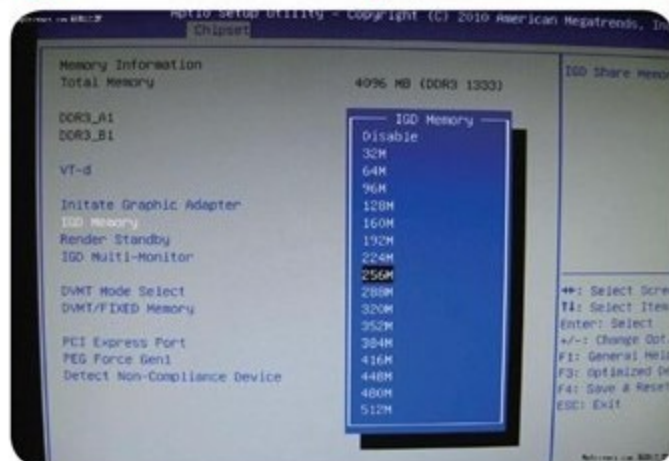 Aptio Setup Utility - Copyright (C) 2010 American Megatrends, In
Chipset
Memory Information
Total Memory 4096 MB (DDR3 1333)
IGD Share Memo
DDR3_A1
DDR3_B1
VT-d
Initate Graphic Adapter
IGD Memory
Render Standby
IGD Multi-Monitor
DVMT Mode Select
DVMT/FIXED Memory
PCI Express Port
PEG Force Gen1
Detect Non-Compliance Device
IGD Memory
Disable
32M
64M
96M
128M
160M
192M
224M
256M
288M
320M
352M
384M
416M
448M
480M
512M
: Select Scre
: Select Item
Enter: Select
+/-: Change Opt
F1: General Hel
F3: Optimized De
F4: Save & Reset
ESC: Exit